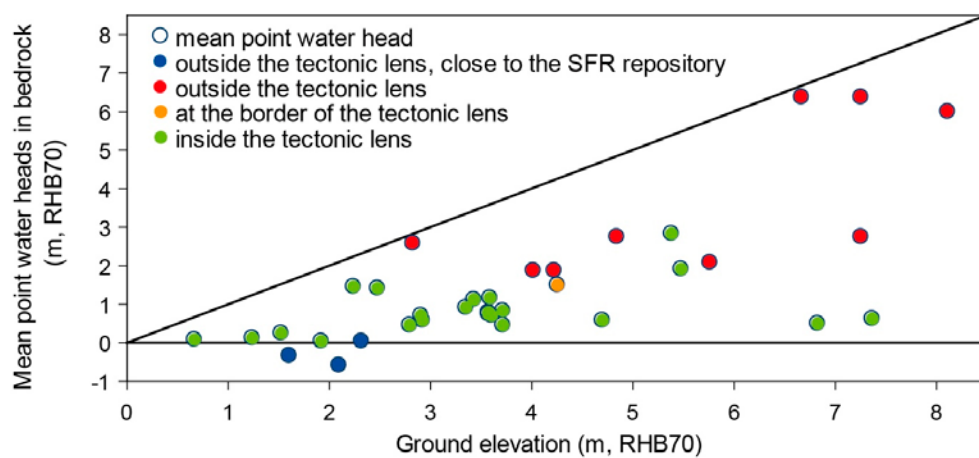 mean point water head
outside the tectonic lens, close to the SFR repository
outside the tectonic lens
at the border of the tectonic lens
inside the tectonic lens
Mean point water heads in bedrock
(m, RHB70)
8
7
6
5
4
3
2
1
0
-1
0 1 2 3 4 5 6 7 8
Ground elevation (m, RHB70)